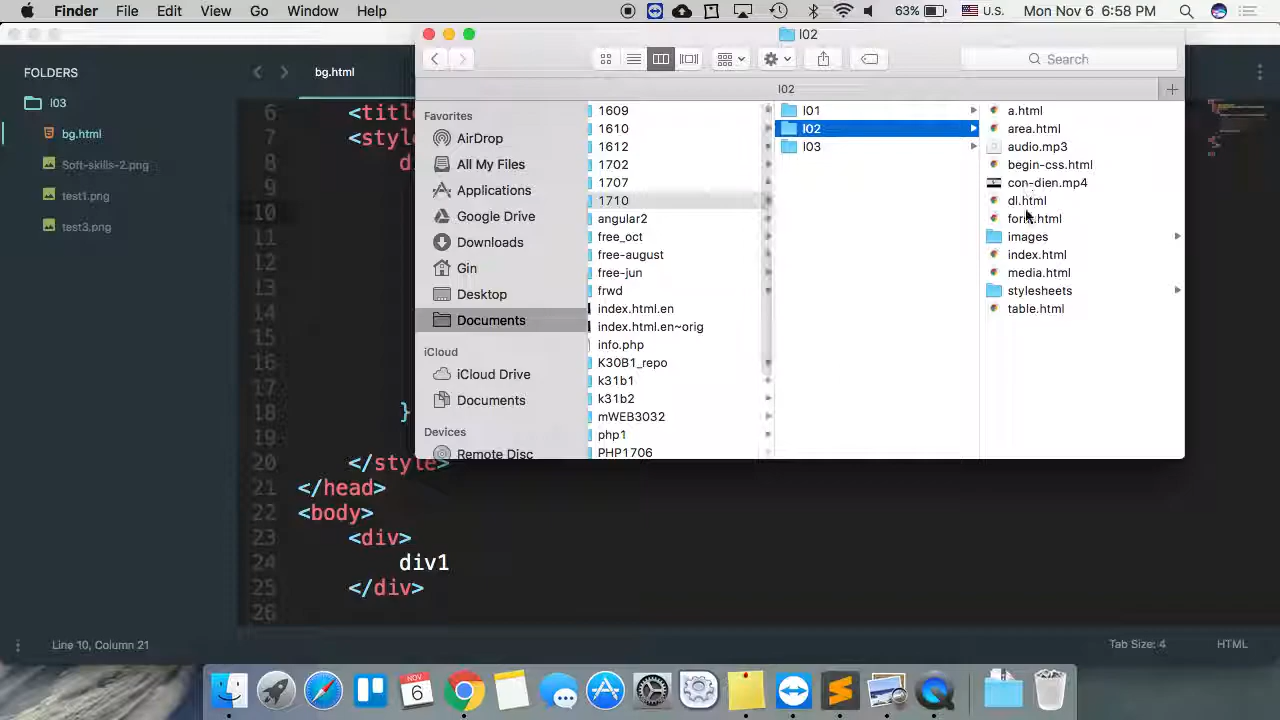 Finder File Edit View Go Window Help 63% U.S. Mon Nov 6 6:58 PM
l02
Search
l02
FOLDERS
l03
bg.html
Soft-skills-2.png
test1.png
test3.png
bg.html
6 <titl
7 <style
8 d
10
11
12
13
14
15
16
17
18 }
19
20 </style>
21 </head>
22 <body>
23 <div>
24 div1
25 </div>
26
Favorites
AirDrop
All My Files
Applications
Google Drive
Downloads
Gin
Desktop
Documents
iCloud
iCloud Drive
Documents
Devices
Remote Disc
1609
1610
1612
1702
1707
1710
angular2
free_oct
free-august
free-jun
frwd
index.html.en
index.html.en~orig
info.php
K30B1_repo
k31b1
k31b2
mWEB3032
php1
PHP1706
l01
l02
l03
a.html
area.html
audio.mp3
begin-css.html
con-dien.mp4
dl.html
form.html
images
index.html
media.html
stylesheets
table.html
Line 10, Column 21
Tab Size: 4
HTML
NOV
6